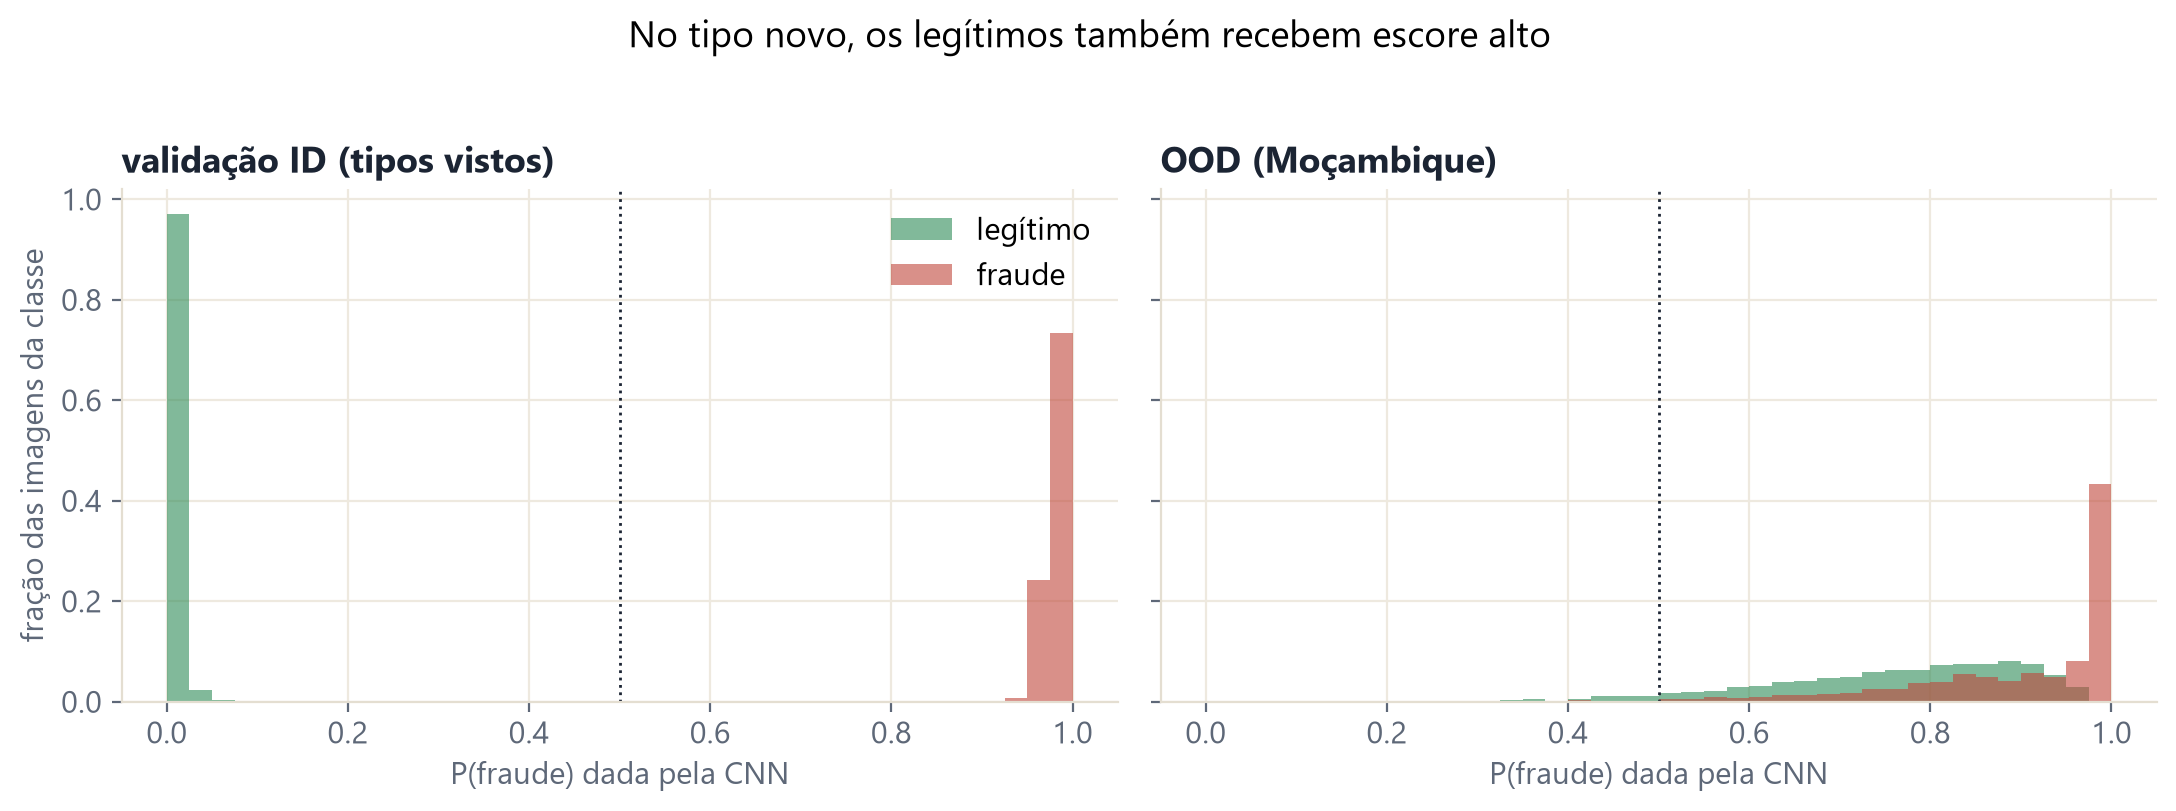 No tipo novo, os legítimos também recebem escore alto
validação ID (tipos vistos)
fração das imagens da classe
1.0
0.8
0.6
0.4
0.2
0.0
legítimo
fraude
0.0 0.2 0.4 0.6 0.8 1.0
P(fraude) dada pela CNN
OOD (Moçambique)
0.0 0.2 0.4 0.6 0.8 1.0
P(fraude) dada pela CNN